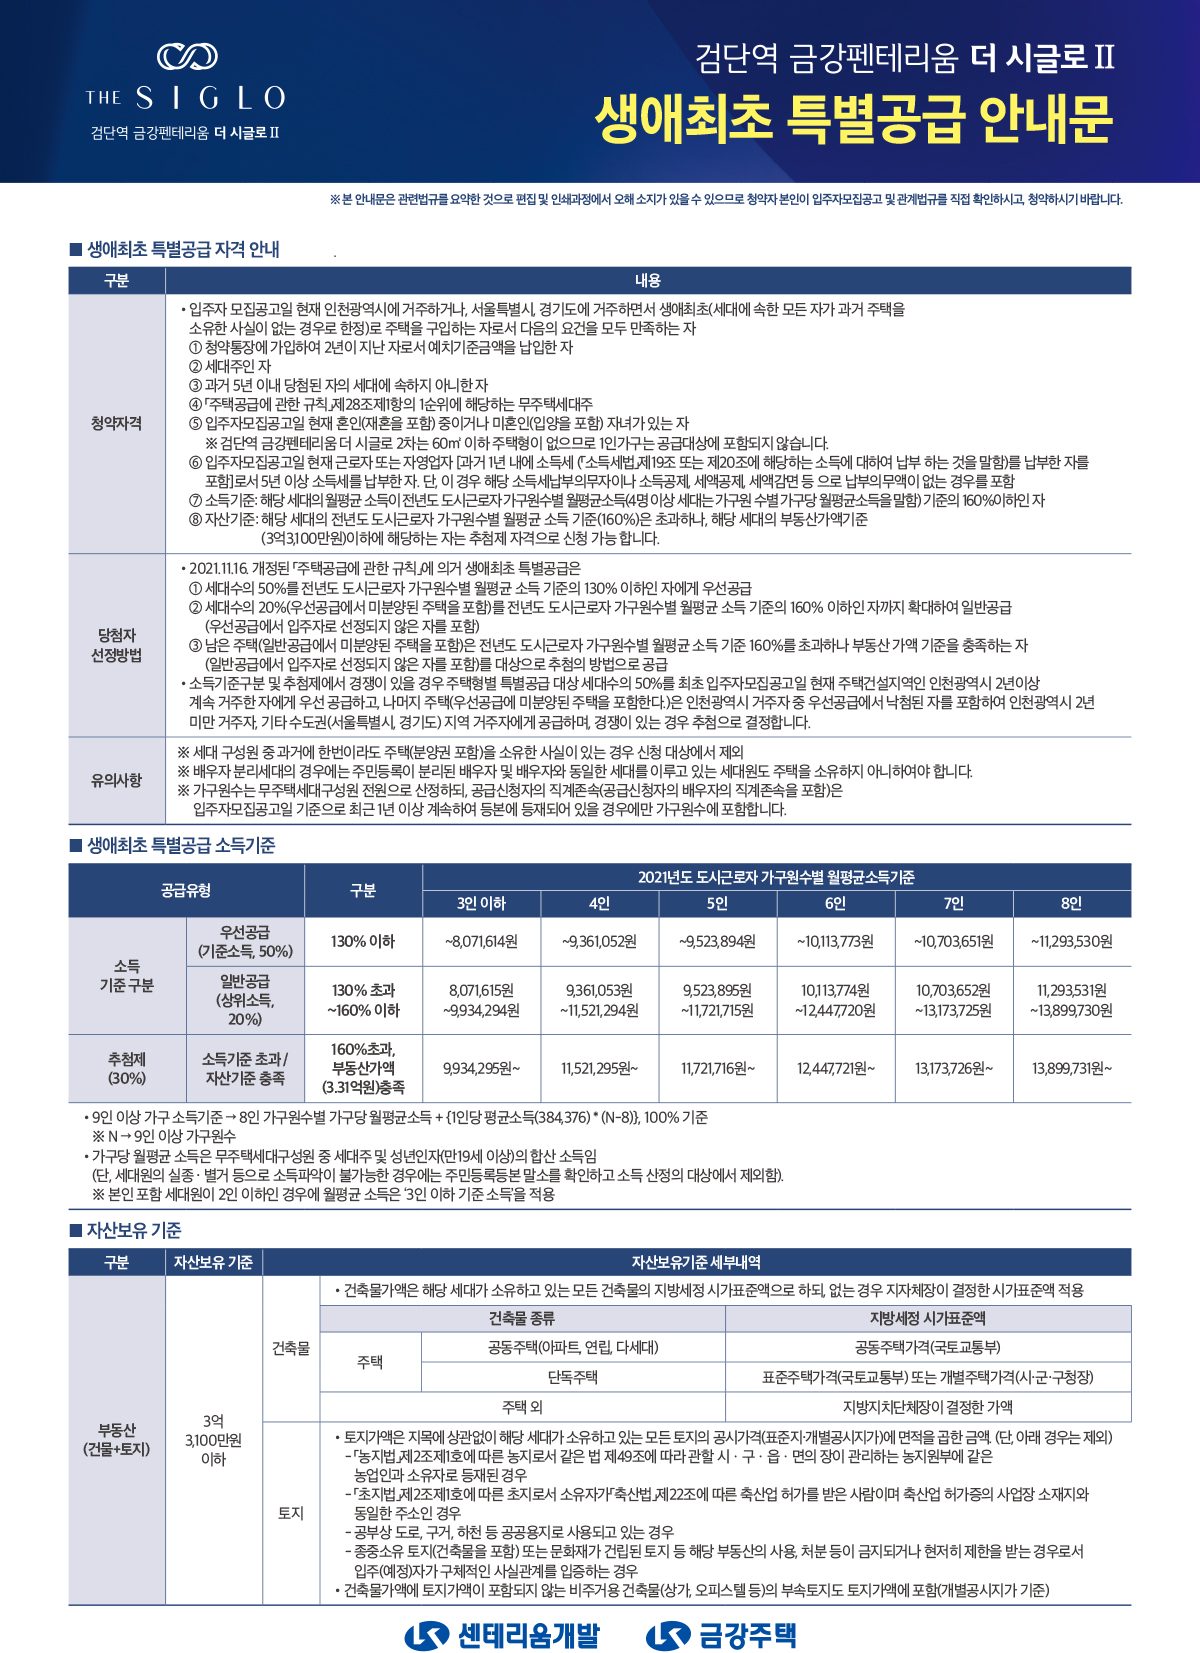 THE SIGLO
검단역 금강펜테리움 더 시글로 II
검단역 금강펜테리움 더 시글로 II
생애최초 특별공급 안내문
※ 본 안내문은 관련법규를 요약한 것으로 편집 및 인쇄과정에서 오해 소지가 있을 수 있으므로 청약자 본인이 입주자모집공고 및 관계법규를 직접 확인하시고, 청약하시기 바랍니다.
■ 생애최초 특별공급 자격 안내
구분 내용
청약자격
• 입주자 모집공고일 현재 인천광역시에 거주하거나, 서울특별시, 경기도에 거주하면서 생애최초(세대에 속한 모든 자가 과거 주택을
소유한 사실이 없는 경우로 한정)로 주택을 구입하는 자로서 다음의 요건을 모두 만족하는 자
① 청약통장에 가입하여 2년이 지난 자로서 예치기준금액을 납입한 자
② 세대주인 자
③ 과거 5년 이내 당첨된 자의 세대에 속하지 아니한 자
④ 「주택공급에 관한 규칙」제28조제1항의 1순위에 해당하는 무주택세대주
⑤ 입주자모집공고일 현재 혼인(재혼을 포함) 중이거나 미혼인(입양을 포함) 자녀가 있는 자
※ 검단역 금강펜테리움 더 시글로 2차는 60㎡ 이하 주택형이 없으므로 1인가구는 공급대상에 포함되지 않습니다.
⑥ 입주자모집공고일 현재 근로자 또는 자영업자 [과거 1년 내에 소득세 (「소득세법」제19조 또는 제20조에 해당하는 소득에 대하여 납부 하는 것을 말함)를 납부한 자를
포함]로서 5년 이상 소득세를 납부한 자. 단, 이 경우 해당 소득세납부의무자이나 소득공제, 세액공제, 세액감면 등 으로 납부의무액이 없는 경우를 포함
⑦ 소득기준: 해당 세대의 월평균 소득이 전년도 도시근로자 가구원수별 월평균소득(4명 이상 세대는 가구원 수별 가구당 월평균소득을 말함) 기준의 160%이하인 자
⑧ 자산기준: 해당 세대의 전년도 도시근로자 가구원수별 월평균 소득 기준(160%)은 초과하나, 해당 세대의 부동산가액기준
(3억3,100만원)이하에 해당하는 자는 추첨제 자격으로 신청 가능 합니다.
당첨자
선정방법
• 2021.11.16. 개정된 「주택공급에 관한 규칙」에 의거 생애최초 특별공급은
① 세대수의 50%를 전년도 도시근로자 가구원수별 월평균 소득 기준의 130% 이하인 자에게 우선공급
② 세대수의 20%(우선공급에서 미분양된 주택을 포함)를 전년도 도시근로자 가구원수별 월평균 소득 기준의 160% 이하인 자까지 확대하여 일반공급
(우선공급에서 입주자로 선정되지 않은 자를 포함)
③ 남은 주택(일반공급에서 미분양된 주택을 포함)은 전년도 도시근로자 가구원수별 월평균 소득 기준 160%를 초과하나 부동산 가액 기준을 충족하는 자
(일반공급에서 입주자로 선정되지 않은 자를 포함)를 대상으로 추첨의 방법으로 공급
• 소득기준구분 및 추첨제에서 경쟁이 있을 경우 주택형별 특별공급 대상 세대수의 50%를 최초 입주자모집공고일 현재 주택건설지역인 인천광역시 2년이상
계속 거주한 자에게 우선 공급하고, 나머지 주택(우선공급에 미분양된 주택을 포함한다.)은 인천광역시 거주자 중 우선공급에서 낙첨된 자를 포함하여 인천광역시 2년
미만 거주자, 기타 수도권(서울특별시, 경기도) 지역 거주자에게 공급하며, 경쟁이 있는 경우 추첨으로 결정합니다.
유의사항
※ 세대 구성원 중 과거에 한번이라도 주택(분양권 포함)을 소유한 사실이 있는 경우 신청 대상에서 제외
※ 배우자 분리세대의 경우에는 주민등록이 분리된 배우자 및 배우자와 동일한 세대를 이루고 있는 세대원도 주택을 소유하지 아니하여야 합니다.
※ 가구원수는 무주택세대구성원 전원으로 산정하되, 공급신청자의 직계존속(공급신청자의 배우자의 직계존속을 포함)은
입주자모집공고일 기준으로 최근 1년 이상 계속하여 등본에 등재되어 있을 경우에만 가구원수에 포함합니다.
■ 생애최초 특별공급 소득기준
공급유형 구분 2021년도 도시근로자 가구원수별 월평균소득기준
3인 이하 4인 5인 6인 7인 8인
소득
기준 구분
우선공급
(기준소득, 50%)
130% 이하 ~8,071,614원 ~9,361,052원 ~9,523,894원 ~10,113,773원 ~10,703,651원 ~11,293,530원
일반공급
(상위소득,
20%)
130% 초과 8,071,615원 9,361,053원 9,523,895원 10,113,774원 10,703,652원 11,293,531원
~160% 이하 ~9,934,294원 ~11,521,294원 ~11,721,715원 ~12,447,720원 ~13,173,725원 ~13,899,730원
추첨제
(30%)
소득기준 초과 /
자산기준 충족
160%초과,
부동산가액
(3.31억원)충족
9,934,295원~ 11,521,295원~ 11,721,716원~ 12,447,721원~ 13,173,726원~ 13,899,731원~
• 9인 이상 가구 소득기준 → 8인 가구원수별 가구당 월평균소득 + {1인당 평균소득(384,376) * (N-8)}, 100% 기준
※ N → 9인 이상 가구원수
• 가구당 월평균 소득은 무주택세대구성원 중 세대주 및 성년인자(만19세 이상)의 합산 소득임
(단, 세대원의 실종 · 별거 등으로 소득파악이 불가능한 경우에는 주민등록등본 말소를 확인하고 소득 산정의 대상에서 제외함).
※ 본인 포함 세대원이 2인 이하인 경우에 월평균 소득은 ‘3인 이하 기준 소득’을 적용
■ 자산보유 기준
구분 자산보유 기준 자산보유기준 세부내역
부동산
(건물+토지)
3억
3,100만원
이하
건축물
• 건축물가액은 해당 세대가 소유하고 있는 모든 건축물의 지방세정 시가표준액으로 하되, 없는 경우 지자체장이 결정한 시가표준액 적용
건축물 종류 지방세정 시가표준액
주택
공동주택(아파트, 연립, 다세대) 공동주택가격(국토교통부)
단독주택 표준주택가격(국토교통부) 또는 개별주택가격(시·군·구청장)
주택 외 지방지치단체장이 결정한 가액
토지
• 토지가액은 지목에 상관없이 해당 세대가 소유하고 있는 모든 토지의 공시가격(표준지·개별공시지가)에 면적을 곱한 금액. (단, 아래 경우는 제외)
-「농지법」제2조제1호에 따른 농지로서 같은 법 제49조에 따라 관할 시 · 구 · 읍 · 면의 장이 관리하는 농지원부에 같은
농업인과 소유자로 등재된 경우
-「초지법」제2조제1호에 따른 초지로서 소유자가「축산법」제22조에 따른 축산업 허가를 받은 사람이며 축산업 허가증의 사업장 소재지와
동일한 주소인 경우
- 공부상 도로, 구거, 하천 등 공공용지로 사용되고 있는 경우
- 종중소유 토지(건축물을 포함) 또는 문화재가 건립된 토지 등 해당 부동산의 사용, 처분 등이 금지되거나 현저히 제한을 받는 경우로서
입주(예정)자가 구체적인 사실관계를 입증하는 경우
• 건축물가액에 토지가액이 포함되지 않는 비주거용 건축물(상가, 오피스텔 등)의 부속토지도 토지가액에 포함(개별공시지가 기준)
센테리움개발 금강주택